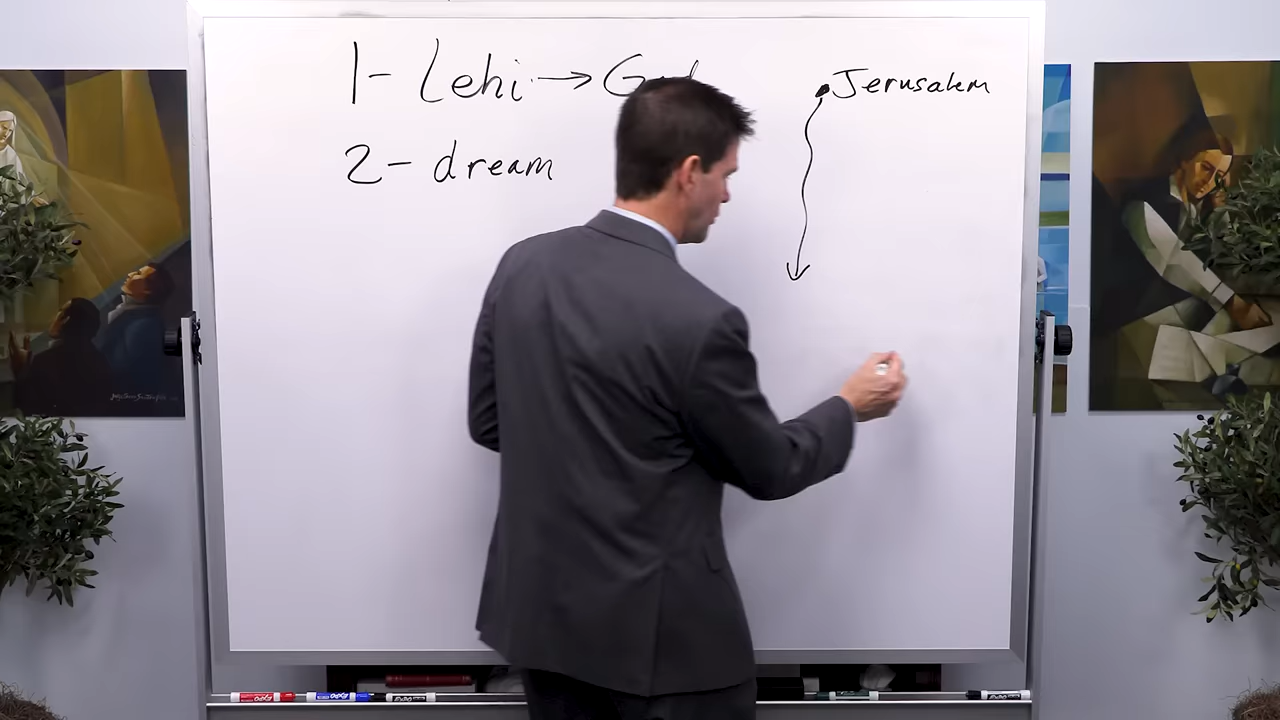 1- Lehi → G
2- dream
Jerusalem